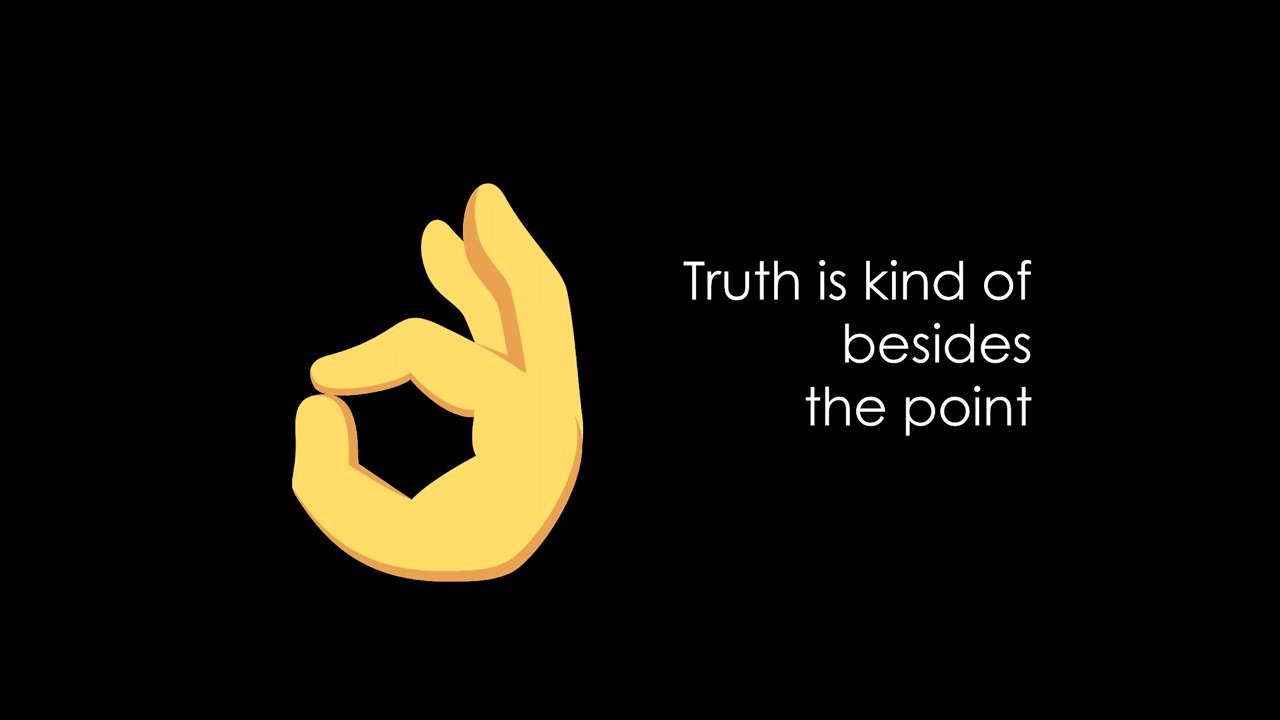 Truth is kind of
besides
the point